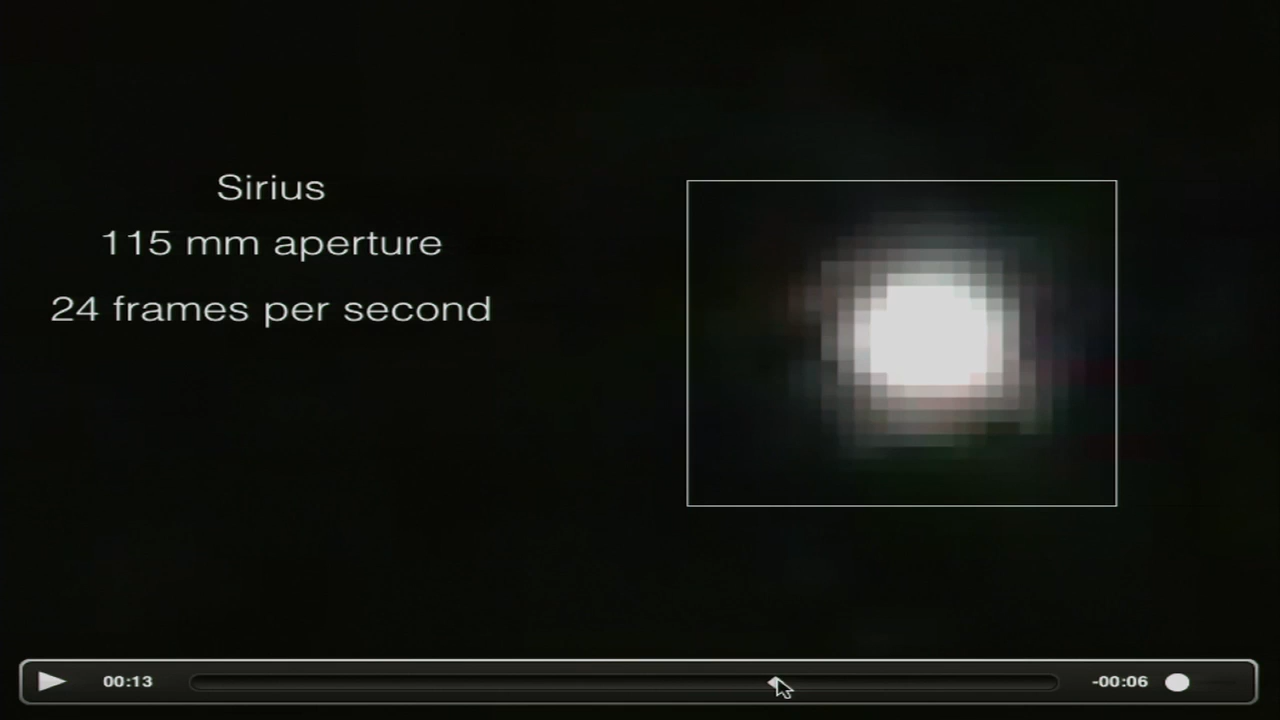 Sirius
115 mm aperture
24 frames per second
00:13
-00:06